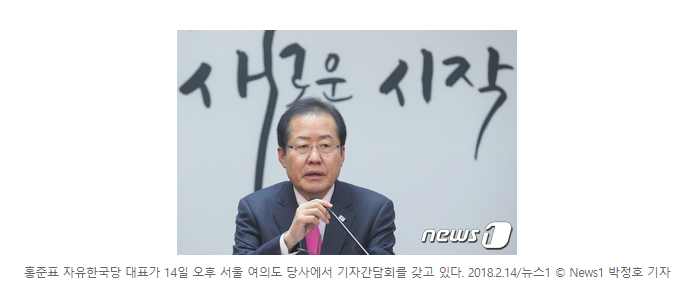 새로운 시작
news1
홍준표 자유한국당 대표가 14일 오후 서울 여의도 당사에서 기자간담회를 갖고 있다. 2018.2.14/뉴스1 © News1 박정호 기자